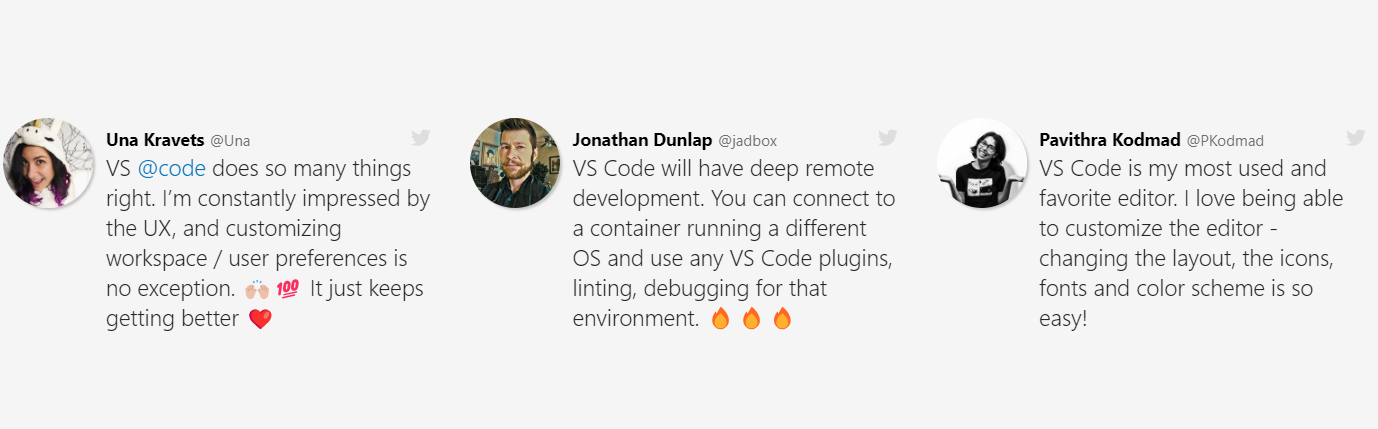 Una Kravets @Una
VS @code does so many things
right. I’m constantly impressed by
the UX, and customizing
workspace / user preferences is
no exception. 🙌🏼💯 It just keeps
getting better ❤️
Jonathan Dunlap @jadbox
VS Code will have deep remote
development. You can connect to
a container running a different
OS and use any VS Code plugins,
linting, debugging for that
environment. 🔥 🔥 🔥
Pavithra Kodmad @PKodmad
VS Code is my most used and
favorite editor. I love being able
to customize the editor -
changing the layout, the icons,
fonts and color scheme is so
easy!